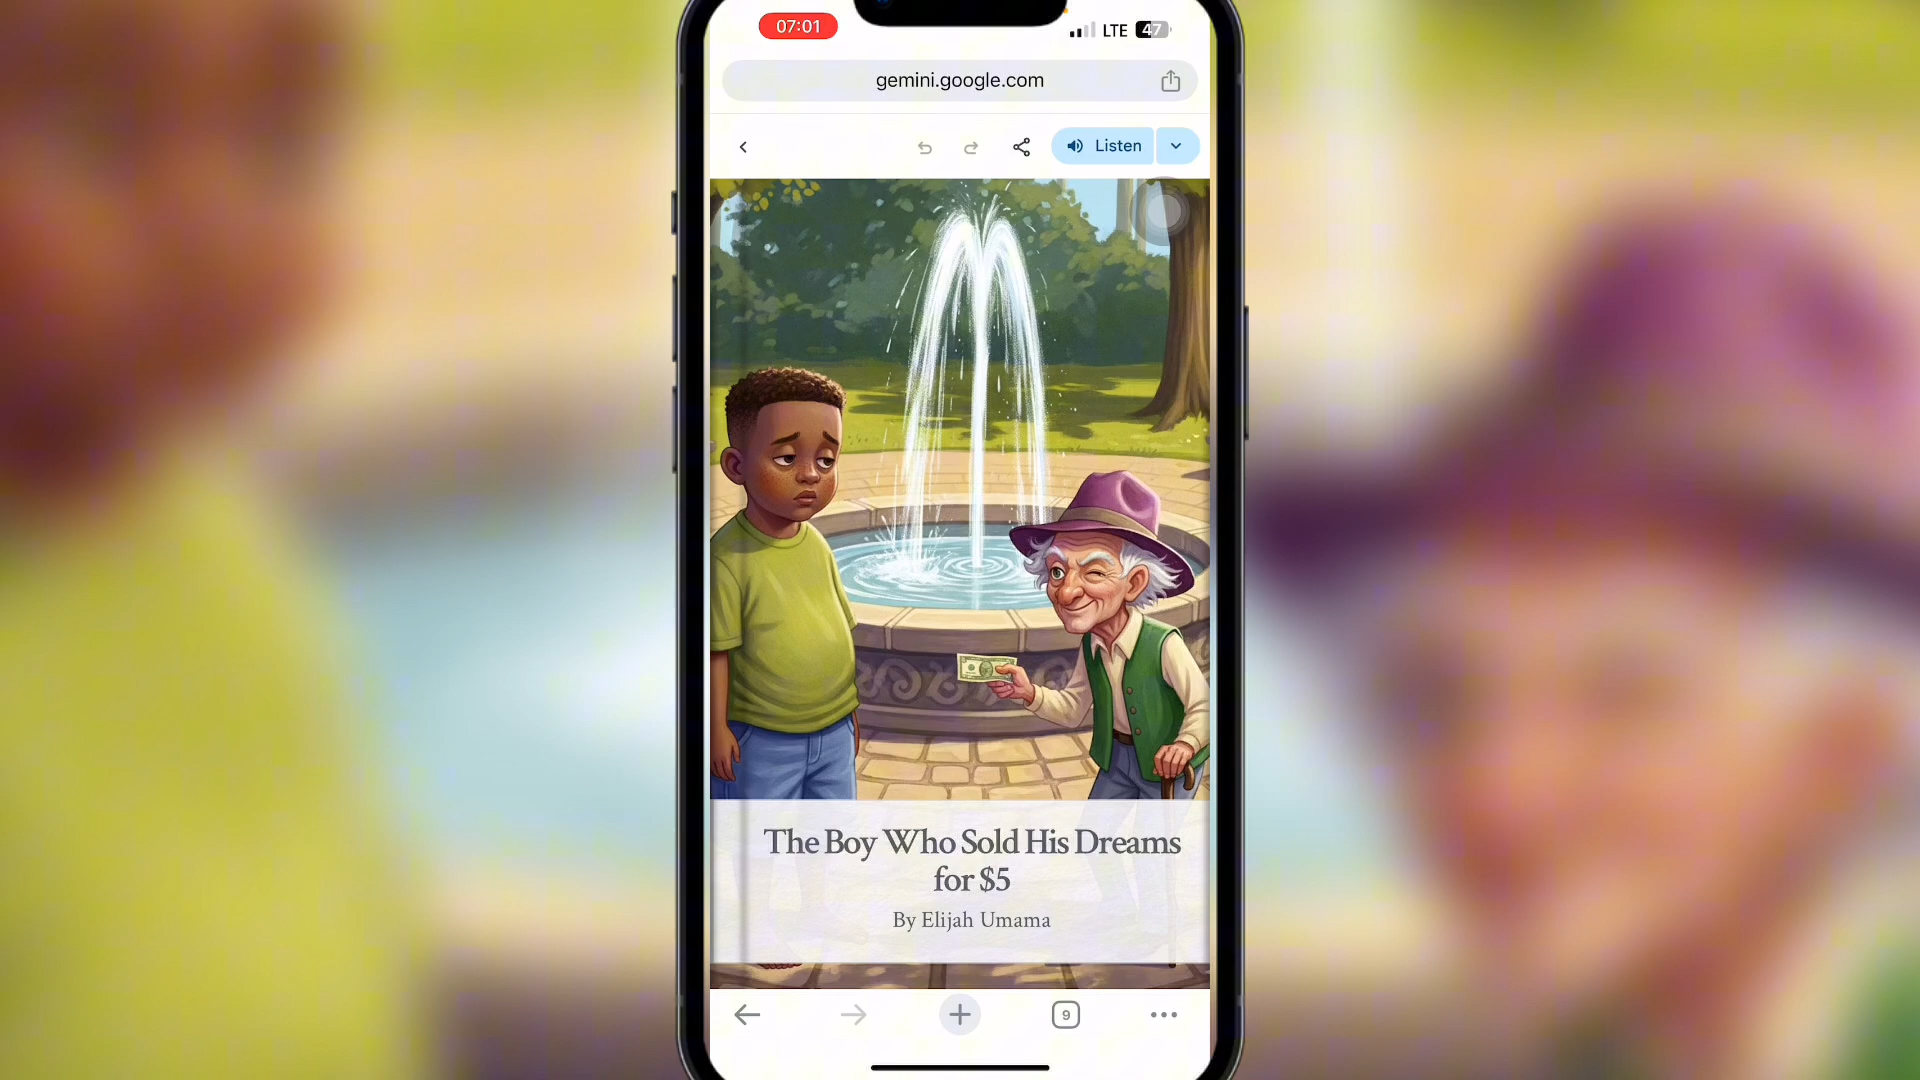 07:01
LTE 47
gemini.google.com
Listen
The Boy Who Sold His Dreams
for $5
By Elijah Umama
9